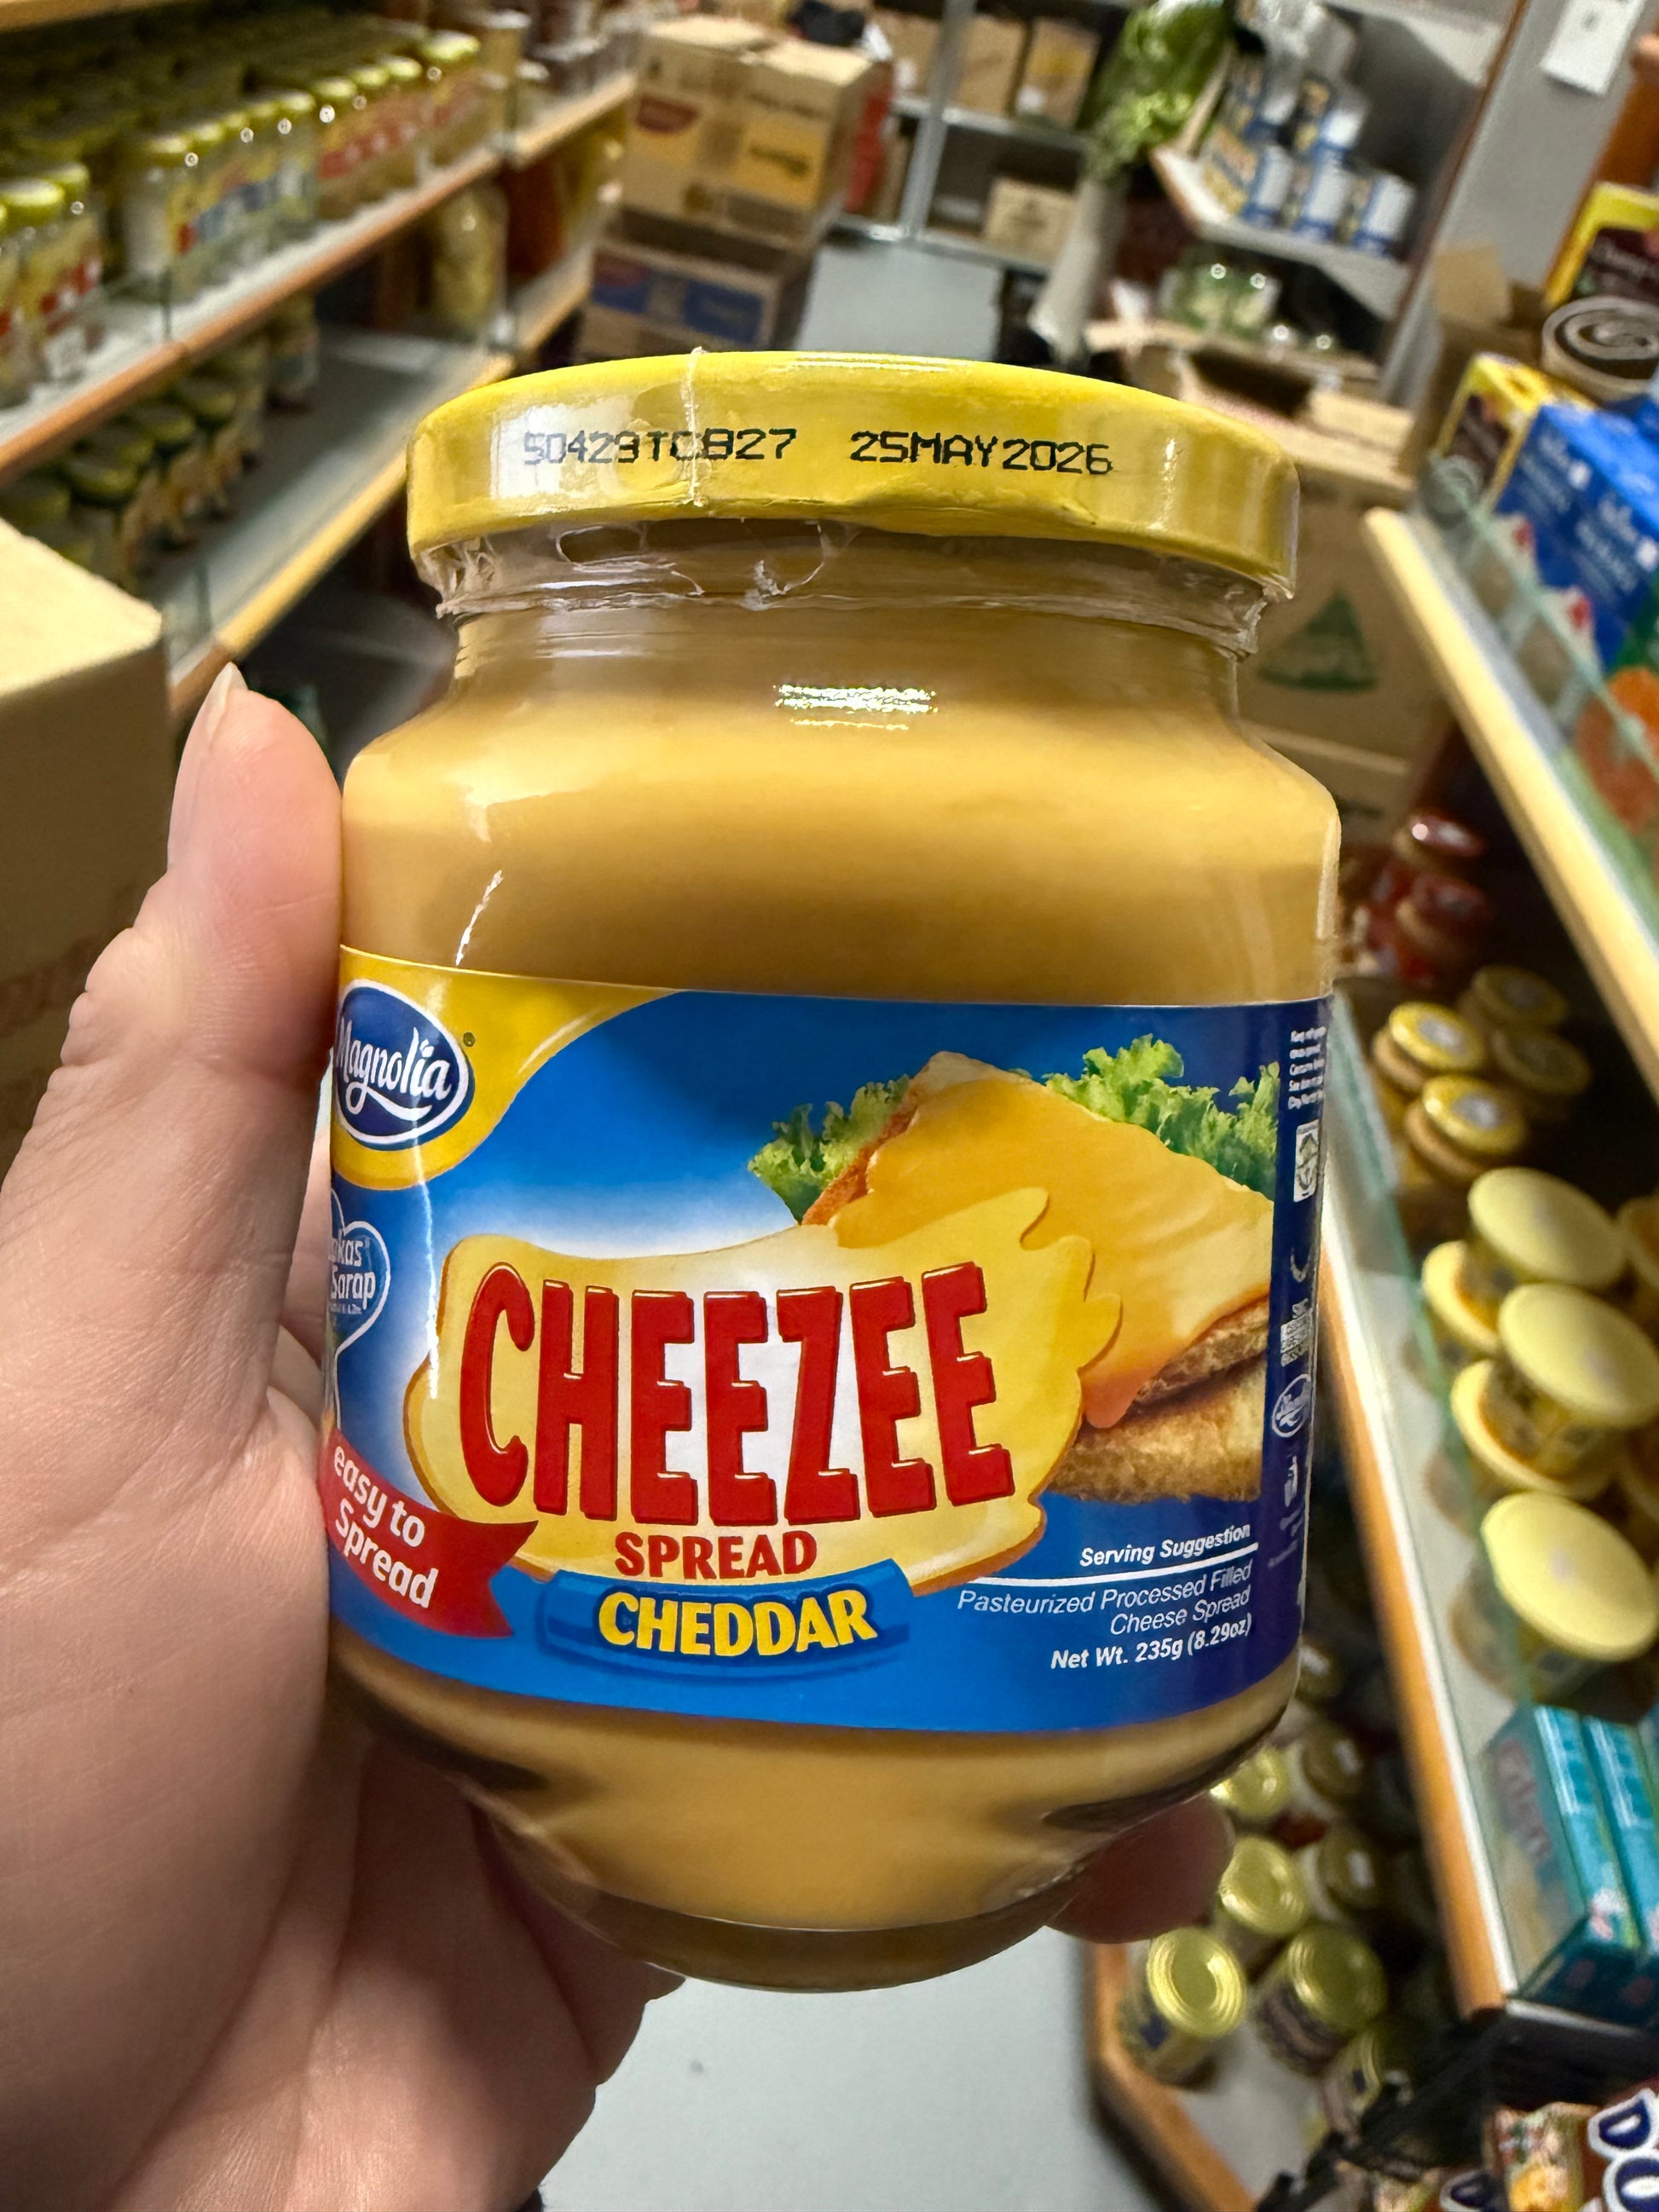 50429TCB27 25MAY2026
Magnolia
Sarap
CHEEZEE
SPREAD
CHEDDAR
easy to
Spread
Serving Suggestion
Pasteurized Processed Filled
Cheese Spread
Net Wt. 235g (8.29oz)